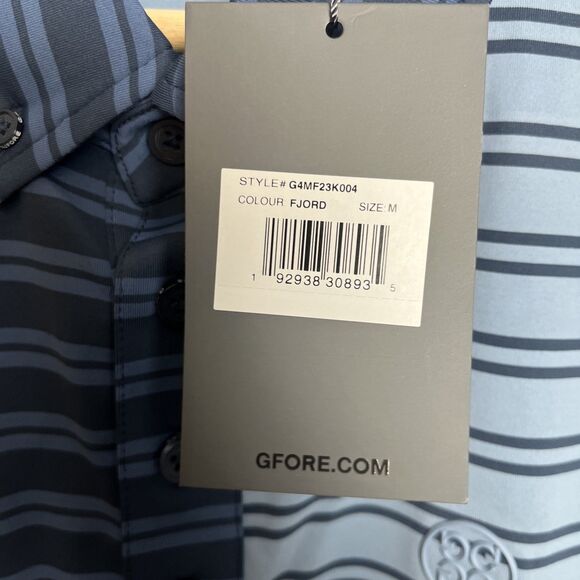 STYLE# G4MF23K004
COLOUR FJORD SIZE: M
1 92938 30893 5
GFORE.COM